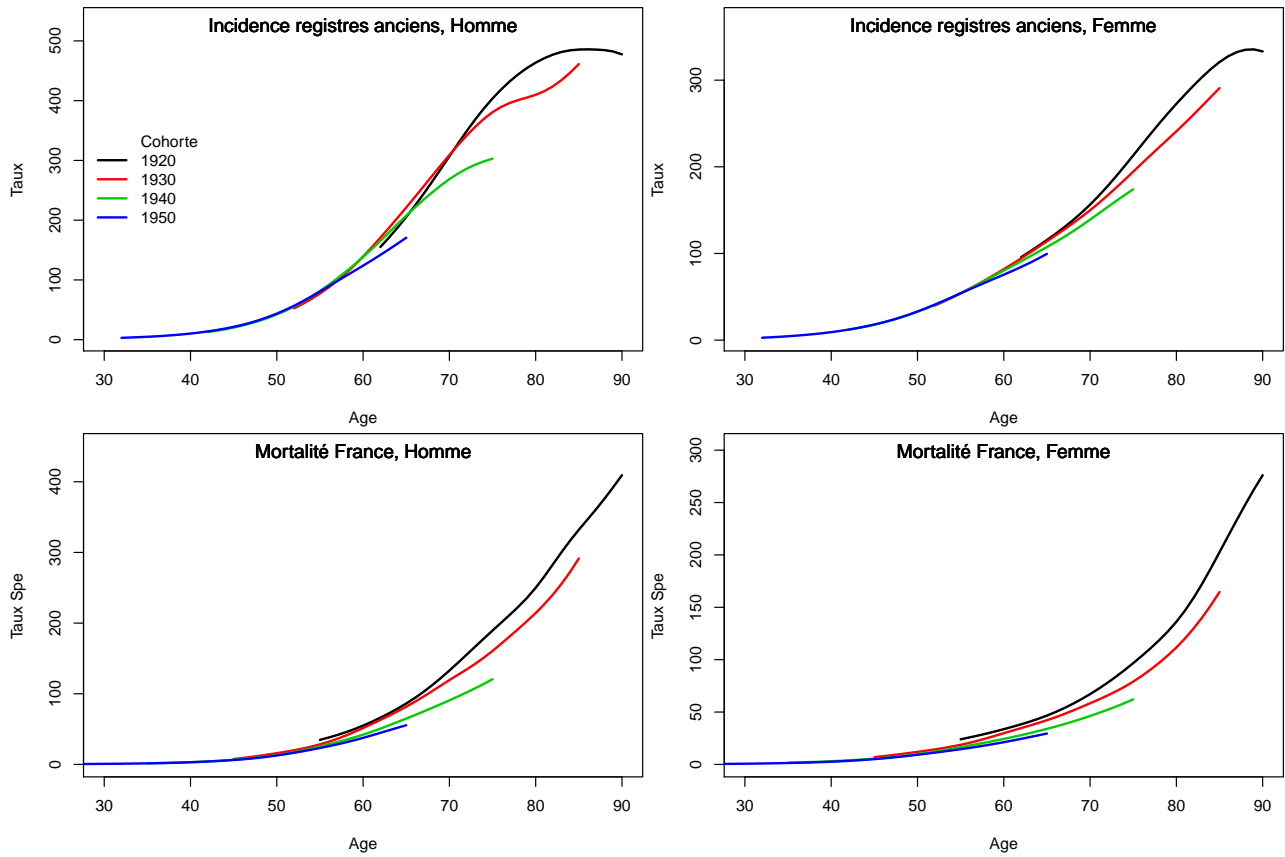 Incidence registres anciens, Homme
Taux
0
100
200
300
400
500
Cohorte
1920
1930
1940
1950
30 40 50 60 70 80 90
Age
Incidence registres anciens, Femme
Taux
0
100
200
300
30 40 50 60 70 80 90
Age
Mortalité France, Homme
Taux Spe
0
100
200
300
400
30 40 50 60 70 80 90
Age
Mortalité France, Femme
Taux Spe
0
50
100
150
200
250
300
30 40 50 60 70 80 90
Age